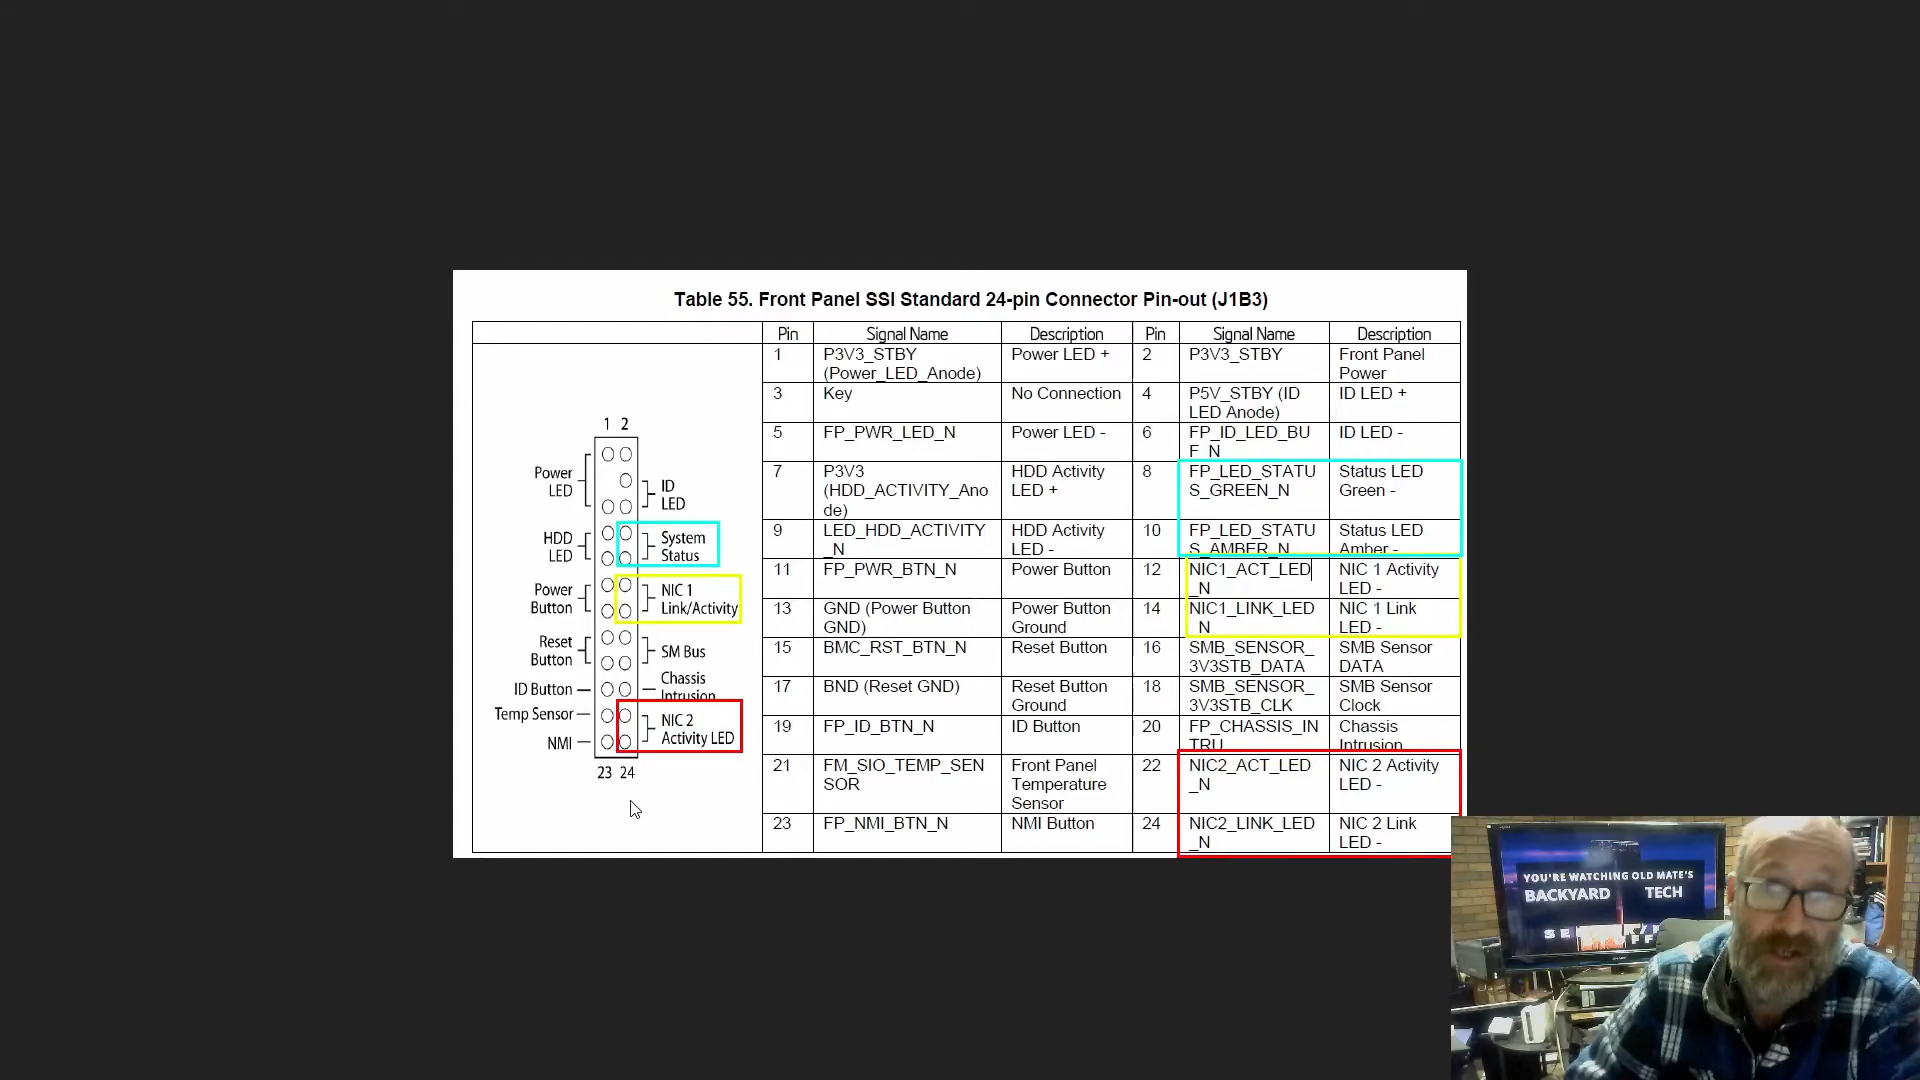 Table 55. Front Panel SSI Standard 24-pin Connector Pin-out (J1B3)
Pin Signal Name Description Pin Signal Name Description
1 P3V3_STBY Power LED + 2 P3V3_STBY Front Panel
(Power_LED_Anode) Power
3 Key No Connection 4 P5V_STBY (ID ID LED +
LED Anode)
5 FP_PWR_LED_N Power LED - 6 FP_ID_LED_BU ID LED -
F_N
7 P3V3 HDD Activity 8 FP_LED_STATU Status LED
(HDD_ACTIVITY_Ano LED + S_GREEN_N Green -
de)
9 LED_HDD_ACTIVITY HDD Activity 10 FP_LED_STATU Status LED
_N LED - S_AMBER_N Amber -
11 FP_PWR_BTN_N Power Button 12 NIC1_ACT_LED NIC 1 Activity
_N LED -
13 GND (Power Button Power Button 14 NIC1_LINK_LED NIC 1 Link
GND) Ground _N LED -
15 BMC_RST_BTN_N Reset Button 16 SMB_SENSOR_ SMB Sensor
3V3STB_DATA DATA
17 BND (Reset GND) Reset Button 18 SMB_SENSOR_ SMB Sensor
Ground 3V3STB_CLK Clock
19 FP_ID_BTN_N ID Button 20 FP_CHASSIS_IN Chassis
TRU Intrusion
21 FM_SIO_TEMP_SEN Front Panel 22 NIC2_ACT_LED NIC 2 Activity
SOR Temperature _N LED -
Sensor
23 FP_NMI_BTN_N NMI Button 24 NIC2_LINK_LED NIC 2 Link
_N LED -
1 2
Power
LED
ID
LED
HDD
LED
System
Status
Power
Button
NIC 1
Link/Activity
Reset
Button
SM Bus
ID Button
Chassis
Intrusion
Temp Sensor
NIC 2
Activity LED
NMI
23 24
YOU'RE WATCHING OLD MATE'S
BACKYARD TECH